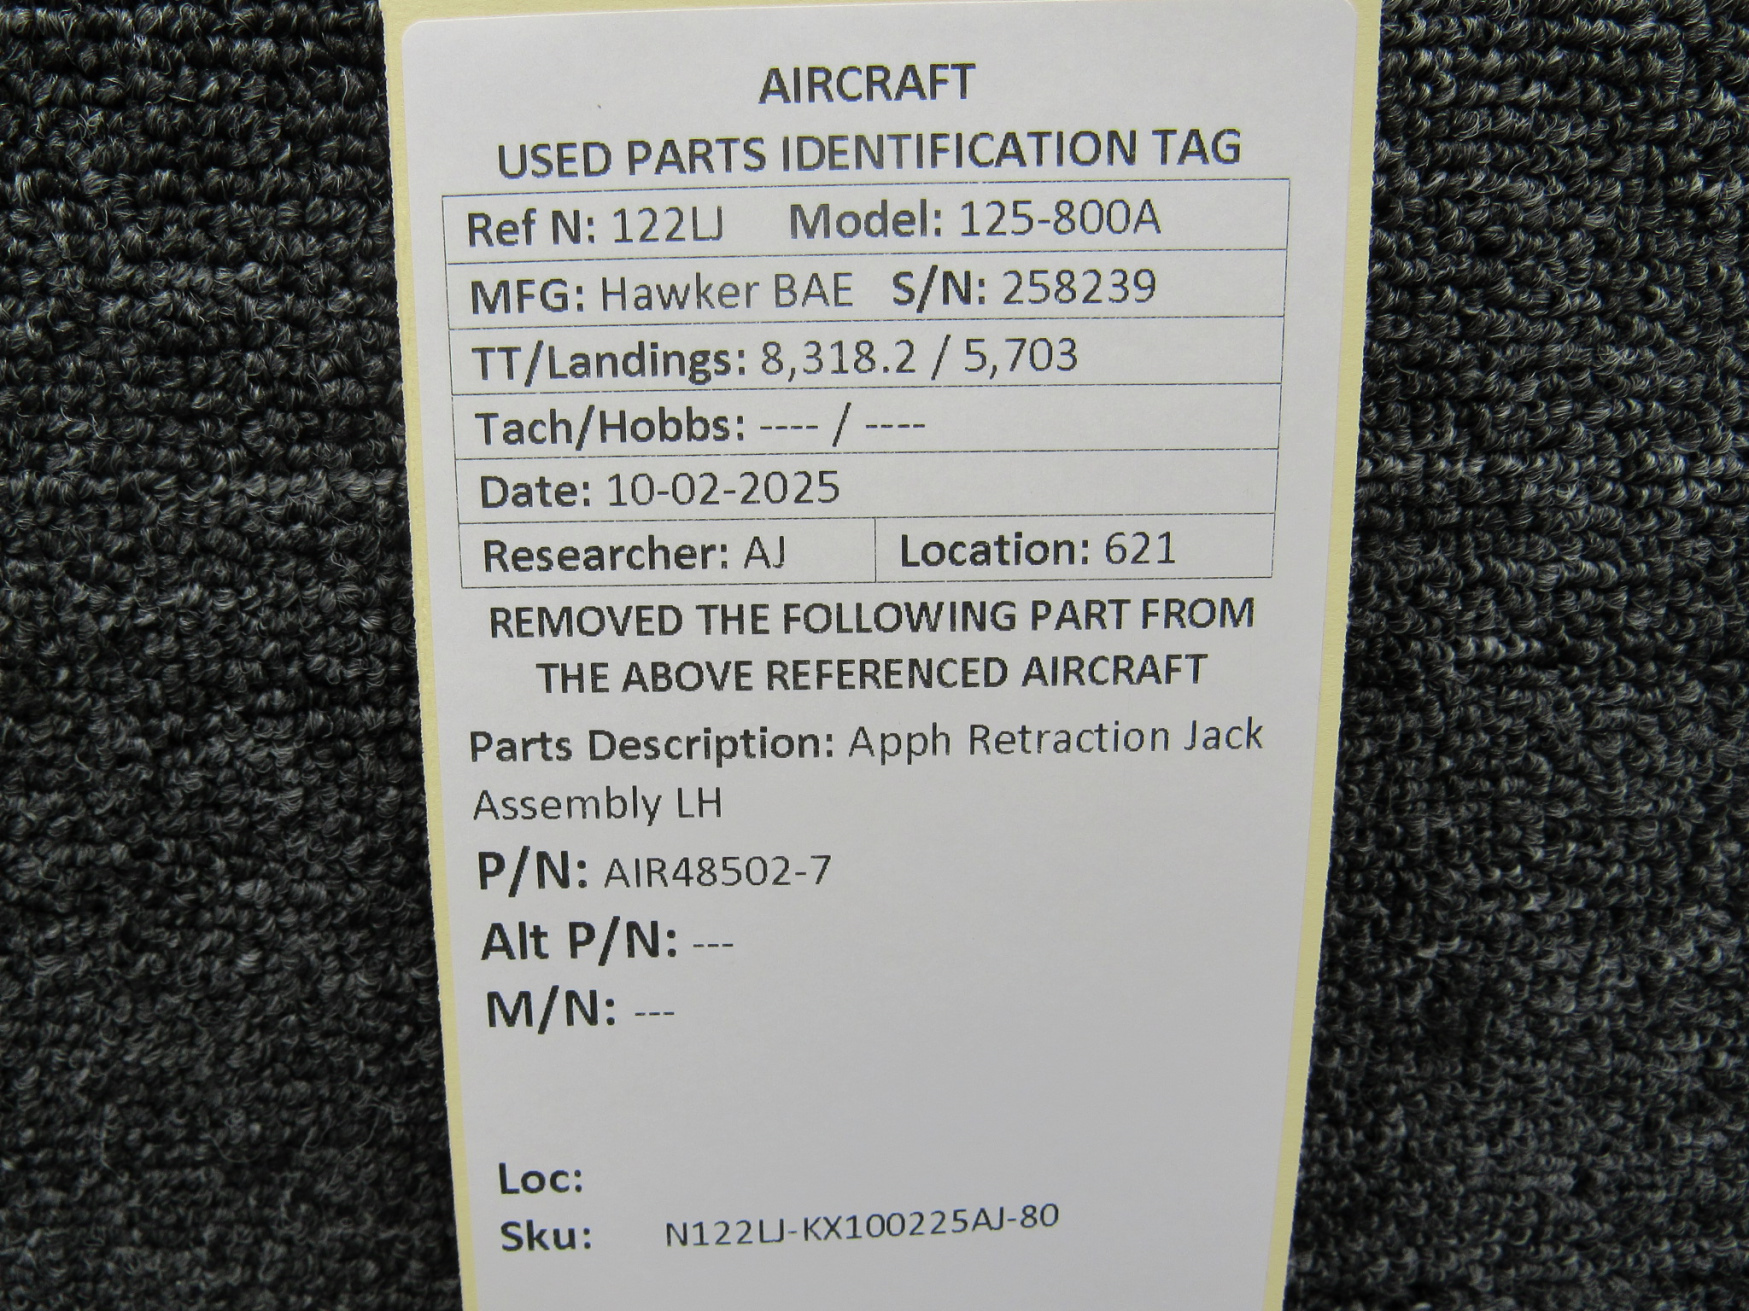 AIRCRAFT
USED PARTS IDENTIFICATION TAG
Ref N: 122LJ Model: 125-800A
MFG: Hawker BAE S/N: 258239
TT/Landings: 8,318.2 / 5,703
Tach/Hobbs: ---- / ----
Date: 10-02-2025
Researcher: AJ Location: 621
REMOVED THE FOLLOWING PART FROM
THE ABOVE REFERENCED AIRCRAFT
Parts Description: Apph Retraction Jack
Assembly LH
P/N: AIR48502-7
Alt P/N: ---
M/N: ---
Loc:
Sku: N122LJ-KX100225AJ-80